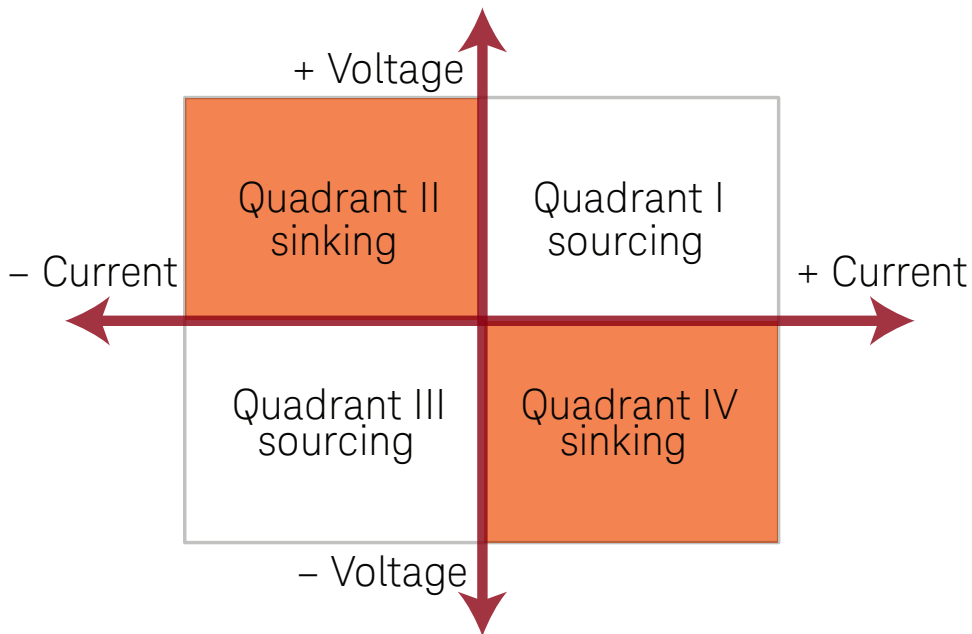 + Voltage
Quadrant II
sinking
Quadrant I
sourcing
– Current
+ Current
Quadrant III
sourcing
Quadrant IV
sinking
– Voltage